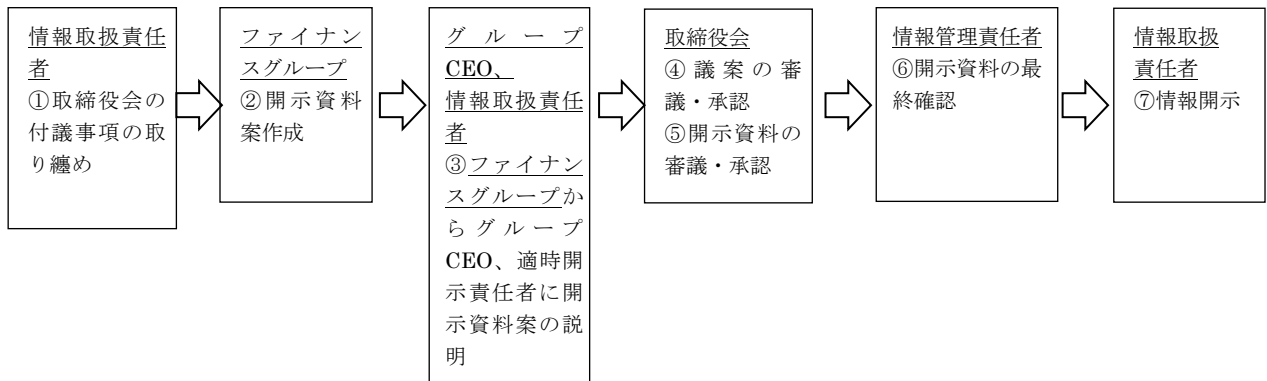 情報取扱責任
者
①取締役会の
付議事項の取
り纏め
ファイナン
スグループ
②開示資料
案作成
グループ
CEO、
情報取扱責任
者
③ファイナン
スグループか
らグループ
CEO、適時開
示責任者に開
示資料案の説
明
取締役会
④議案の審
議・承認
⑤開示資料の
審議・承認
情報管理責任者
⑥開示資料の最
終確認
情報取扱
責任者
⑦情報開示